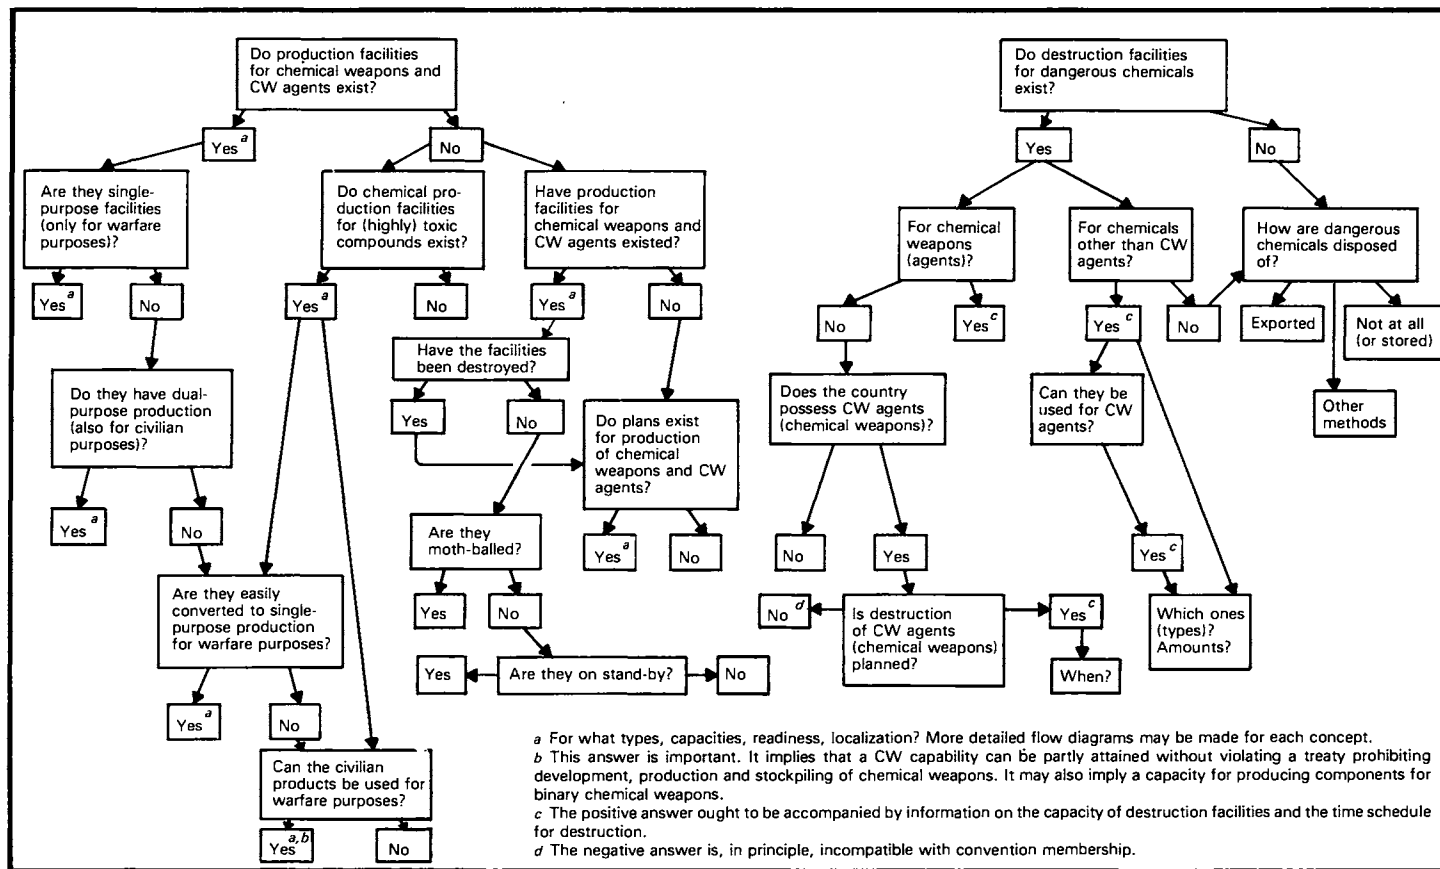 Do production facilities
for chemical weapons and
CW agents exist?
Yes a
No
Are they single-
purpose facilities
(only for warfare
purposes)?
Do chemical pro-
duction facilities
for (highly) toxic
compounds exist?
Have production
facilities for
chemical weapons and
CW agents existed?
Yes a
No
Yes a
No
Yes a
No
Have the facilities
been destroyed?
Do they have dual-
purpose production
(also for civilian
purposes)?
Yes
No
Do plans exist
for production
of chemical
weapons and CW
agents?
Yes a
No
Are they
moth-balled?
Yes a
No
Are they easily
converted to single-
purpose production
for warfare purposes?
Yes
No
Yes
Are they on stand-by?
No
Yes a
No
Can the civilian
products be used for
warfare purposes?
Yes a,b
No
Do destruction facilities
for dangerous chemicals
exist?
Yes
No
For chemical
weapons
(agents)?
For chemicals
other than CW
agents?
How are dangerous
chemicals disposed
of?
No
Yes c
Yes c
No
Exported
Not at all
(or stored)
Other
methods
Does the country
possess CW agents
(chemical weapons)?
Can they be
used for CW
agents?
No
Yes
Yes c
No d
Is destruction
of CW agents
(chemical weapons)
planned?
Yes c
When?
Which ones
(types)?
Amounts?
a For what types, capacities, readiness, localization? More detailed flow diagrams may be made for each concept.
b This answer is important. It implies that a CW capability can be partly attained without violating a treaty prohibiting
development, production and stockpiling of chemical weapons. It may also imply a capacity for producing components for
binary chemical weapons.
c The positive answer ought to be accompanied by information on the capacity of destruction facilities and the time schedule
for destruction.
d The negative answer is, in principle, incompatible with convention membership.